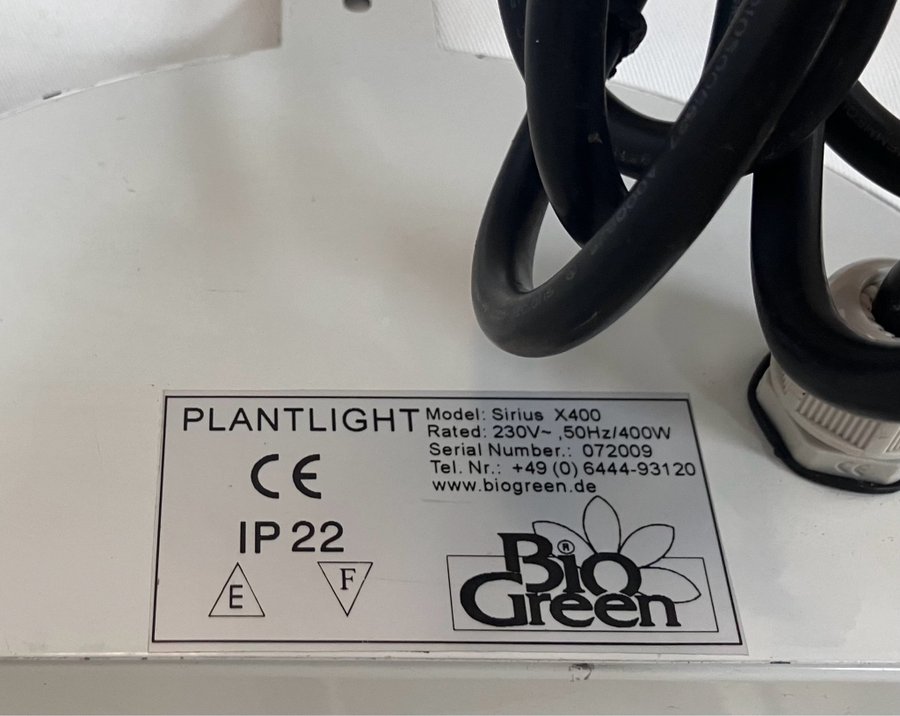 PLANTLIGHT
Model: Sirius X400
Rated: 230V~ ,50Hz/400W
Serial Number.: 072009
Tel. Nr.: +49 (0) 6444-93120
www.biogreen.de
CE
IP 22
E
F
Bio®
Green